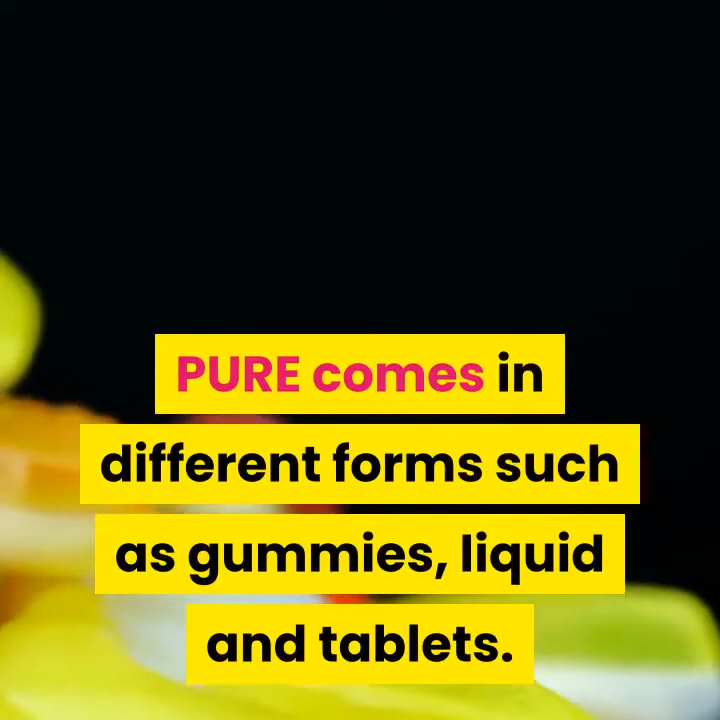 PURE comes in
different forms such
as gummies, liquid
and tablets.